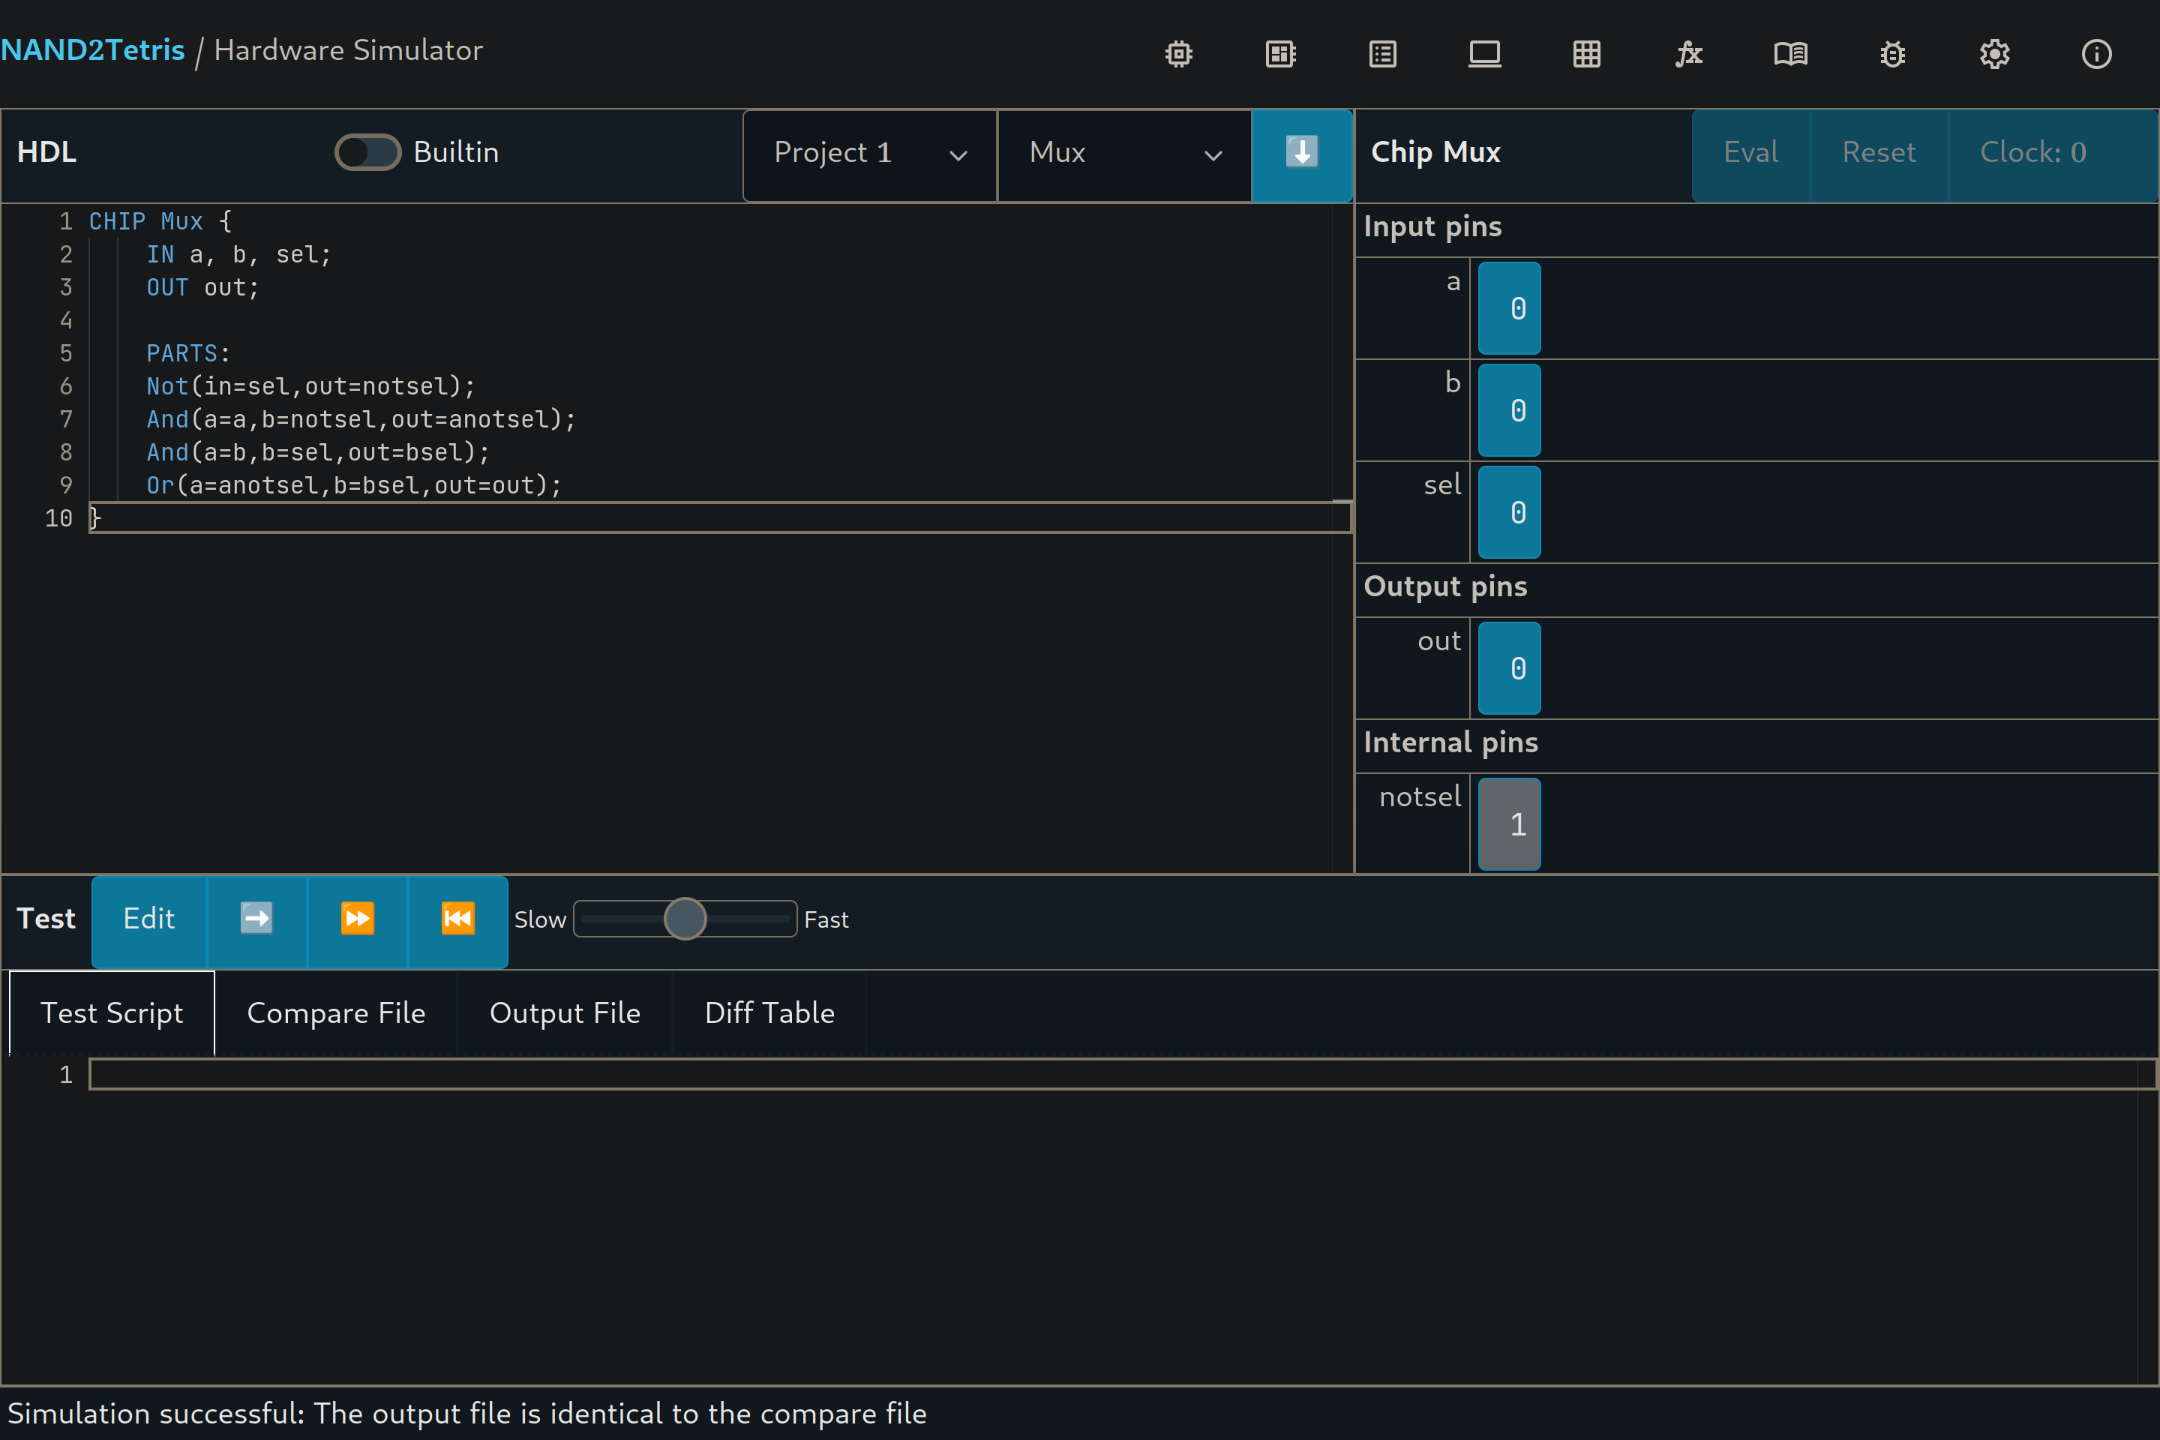 NAND2Tetris / Hardware Simulator
HDL
Builtin
Project 1
Mux
Chip Mux
Eval
Reset
Clock: 0
1 CHIP Mux {
2 IN a, b, sel;
3 OUT out;
4
5 PARTS:
6 Not(in=sel,out=notsel);
7 And(a=a,b=notsel,out=anotsel);
8 And(a=b,b=sel,out=bsel);
9 Or(a=anotsel,b=bsel,out=out);
10 }
Input pins
a 0
b 0
sel 0
Output pins
out 0
Internal pins
notsel 1
Test
Edit
Slow
Fast
Test Script
Compare File
Output File
Diff Table
1
Simulation successful: The output file is identical to the compare file